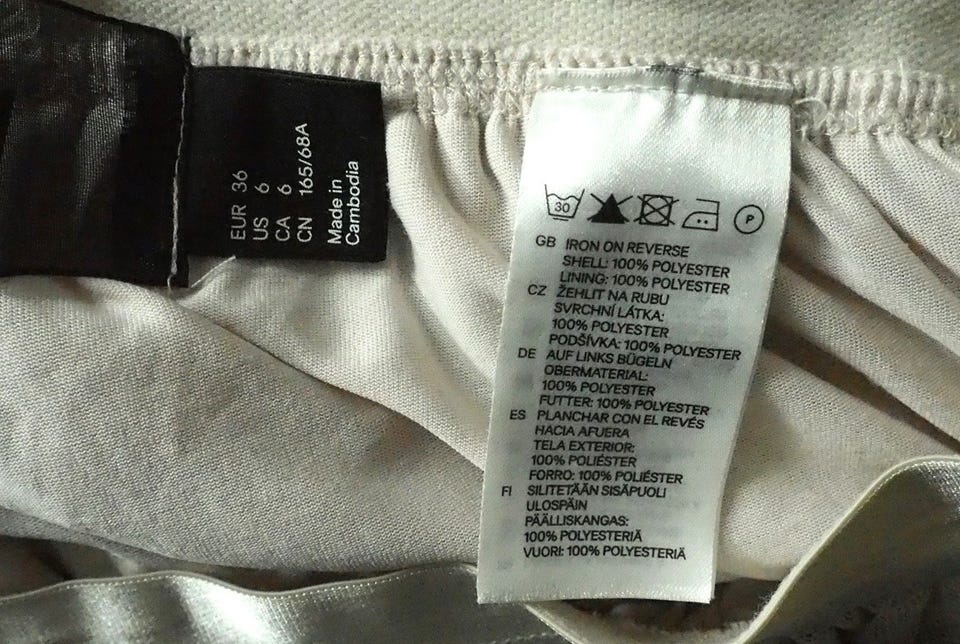 EUR 36
US 6
CA 6
CN 165/68A
Made in
Cambodia
30
P
GB IRON ON REVERSE
SHELL: 100% POLYESTER
LINING: 100% POLYESTER
CZ ŽEHLIT NA RUBU
SVRCHNÍ LÁTKA:
100% POLYESTER
PODŠÍVKA: 100% POLYESTER
DE AUF LINKS BÜGELN
OBERMATERIAL:
100% POLYESTER
FUTTER: 100% POLYESTER
ES PLANCHAR CON EL REVÉS
HACIA AFUERA
TELA EXTERIOR:
100% POLIÉSTER
FORRO: 100% POLIÉSTER
FI SILITETÄÄN SISÄPUOLI
ULOSPÄIN
PÄÄLLISKANGAS:
100% POLYESTERIÄ
VUORI: 100% POLYESTERIÄ